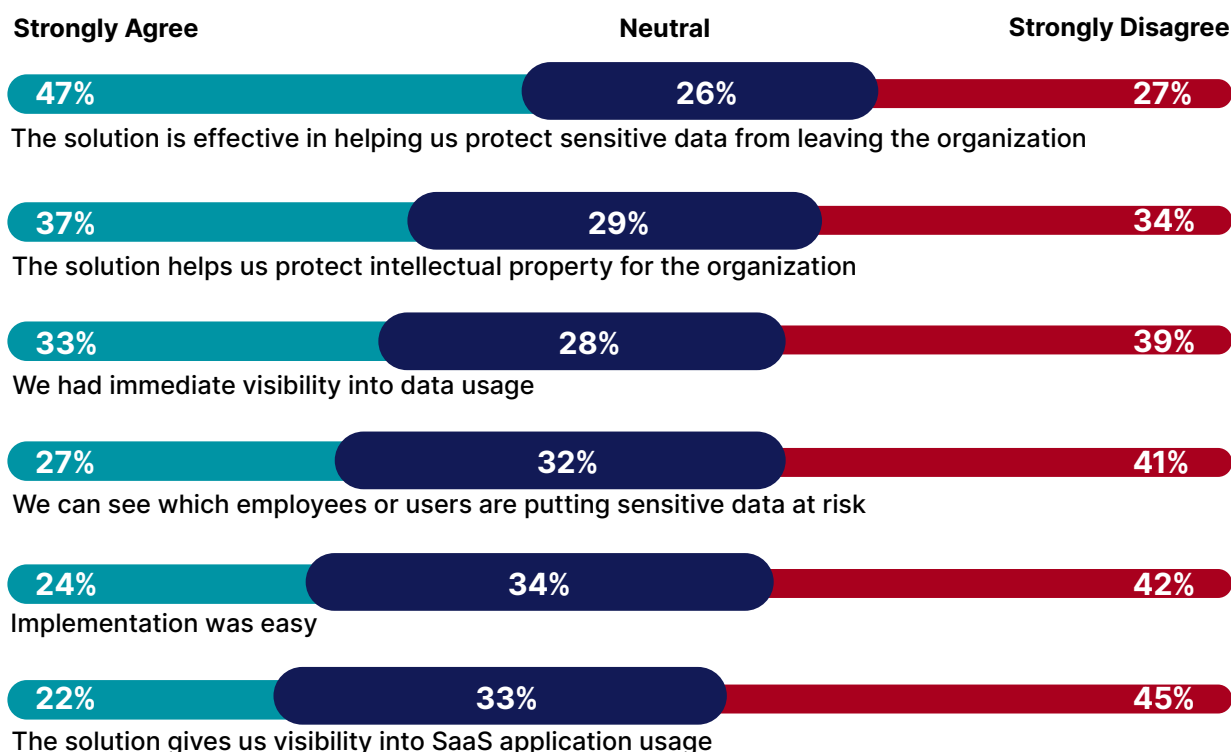 Strongly Agree Neutral Strongly Disagree
47% 26% 27%
The solution is effective in helping us protect sensitive data from leaving the organization
37% 29% 34%
The solution helps us protect intellectual property for the organization
33% 28% 39%
We had immediate visibility into data usage
27% 32% 41%
We can see which employees or users are putting sensitive data at risk
24% 34% 42%
Implementation was easy
22% 33% 45%
The solution gives us visibility into SaaS application usage